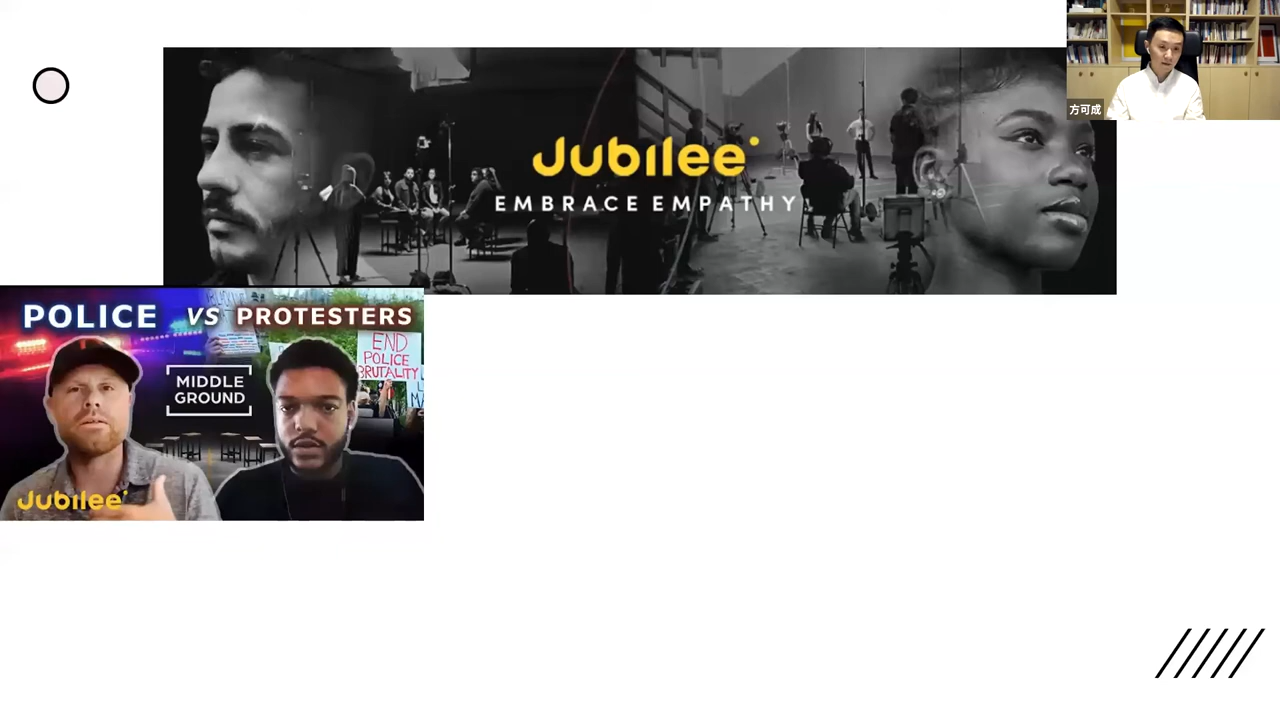 Jubilee
EMBRACE EMPATHY
方可成
POLICE VS PROTESTERS
END
POLICE
BRUTALITY
MIDDLE
GROUND
Jubilee